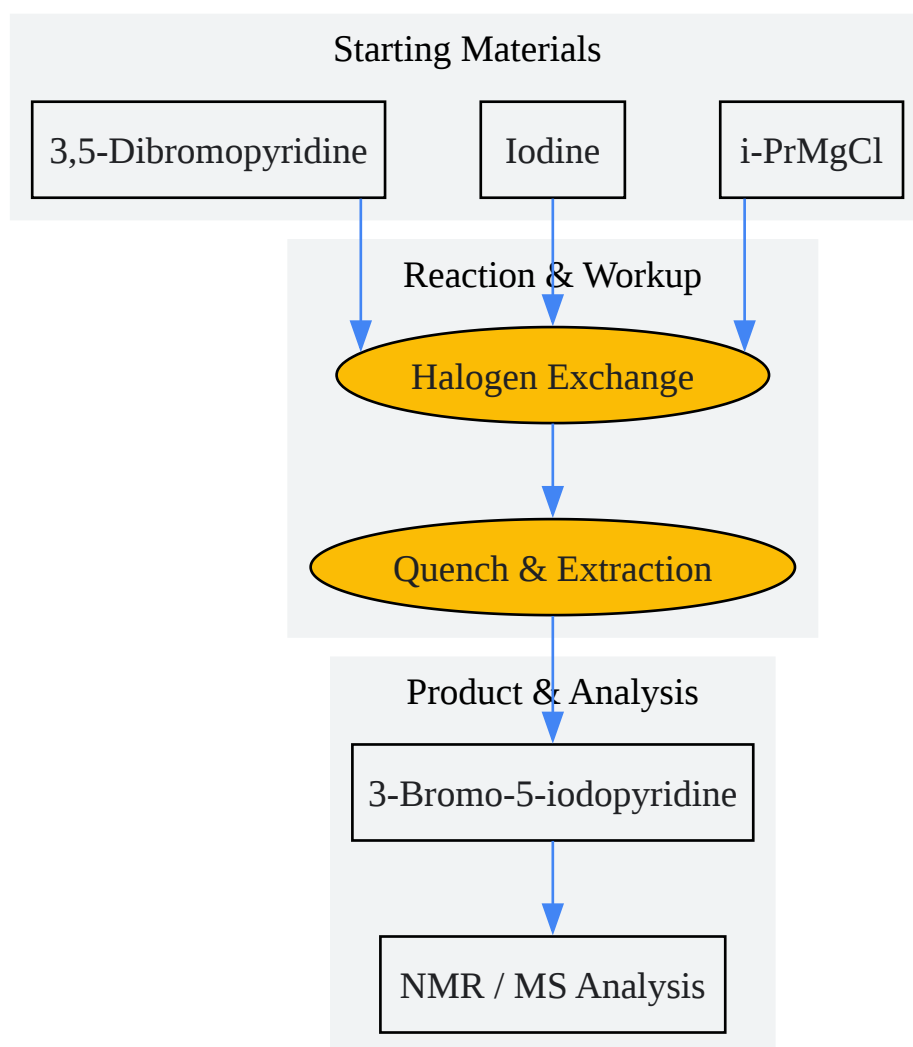 Starting Materials
3,5-Dibromopyridine
Iodine
i-PrMgCl
Reaction & Workup
Halogen Exchange
Quench & Extraction
Product & Analysis
3-Bromo-5-iodopyridine
NMR / MS Analysis